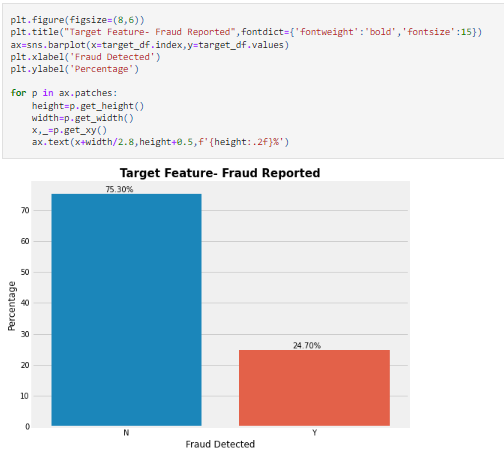 plt.figure(figsize=(8,6))
plt.title("Target Feature- Fraud Reported",fontdict={'fontweight':'bold','fontsize':15})
ax=sns.barplot(x=target_df.index,y=target_df.values)
plt.xlabel('Fraud Detected')
plt.ylabel('Percentage')

for p in ax.patches:
    height=p.get_height()
    width=p.get_width()
    x,_=p.get_xy()
    ax.text(x+width/2.8,height+0.5,f'{height:.2f}%')
Target Feature- Fraud Reported
75.30%
70
60
50
40
30
24.70%
20
10
0
Percentage
N
Y
Fraud Detected